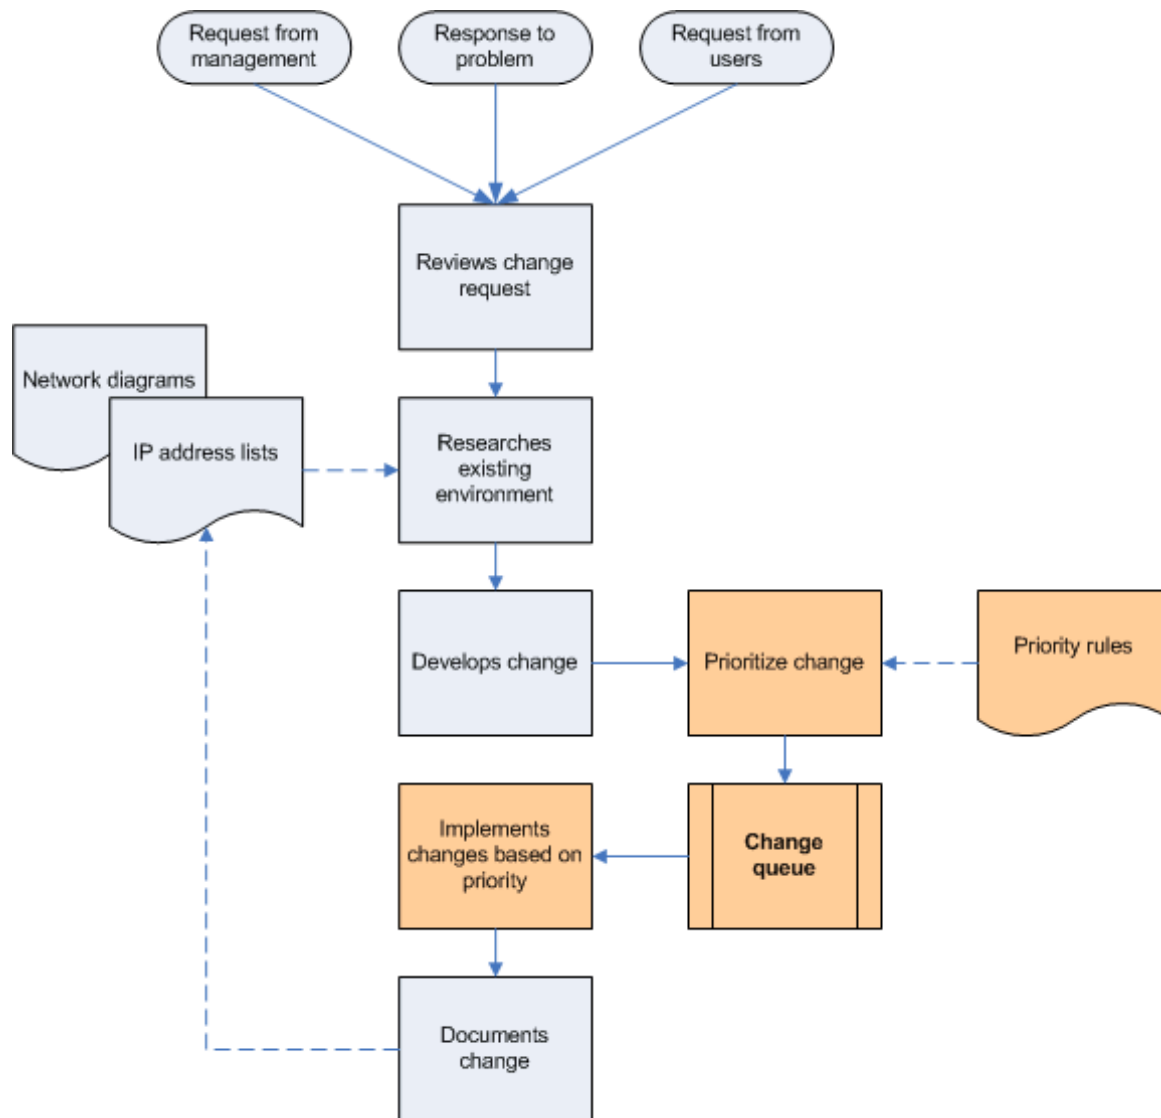 Request from
management
Response to
problem
Request from
users
Reviews change
request
Network diagrams
IP address lists
Researches
existing
environment
Develops change
Prioritize change
Priority rules
Implements
changes based on
priority
Change
queue
Documents
change